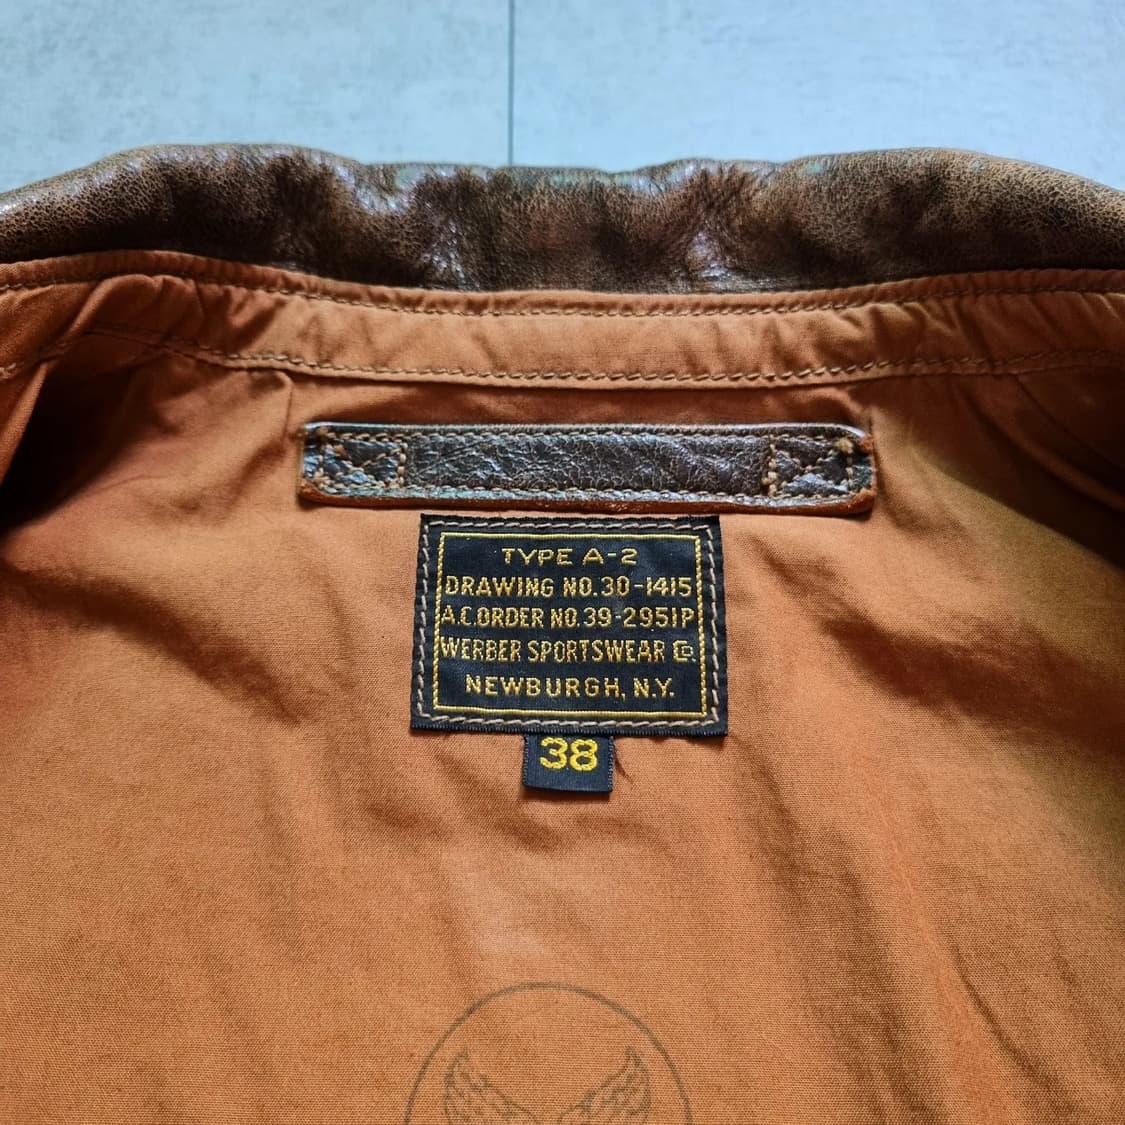 TYPE A-2
DRAWING NO. 30-1415
A.C. ORDER NO. 39-2951P
WERBER SPORTSWEAR CO.
NEWBURGH, N.Y.
38